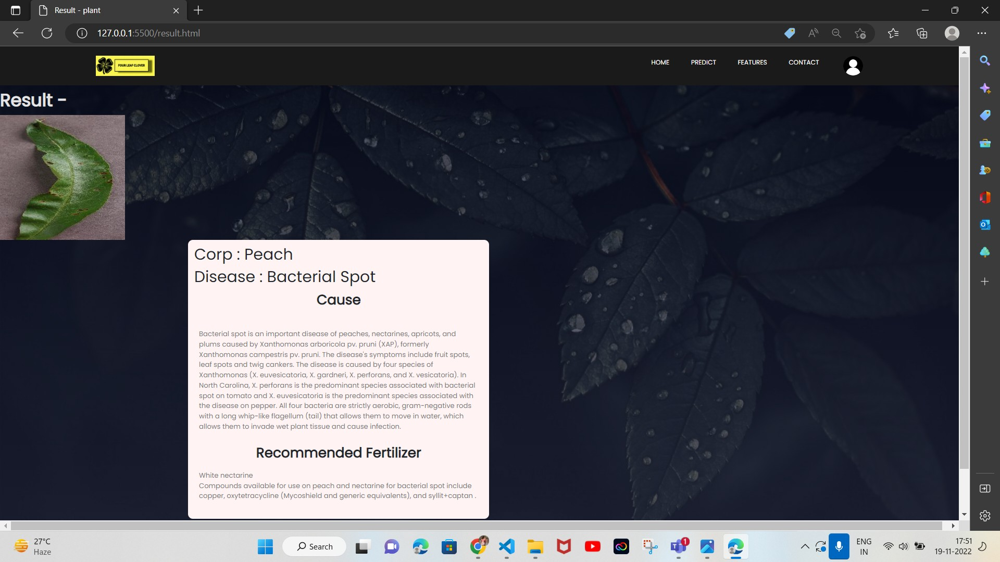 Result - plant
127.0.0.1:5500/result.html
FOUR LEAF CLOVER
HOME
PREDICT
FEATURES
CONTACT
Result -
Corp : Peach
Disease : Bacterial Spot
Cause
Bacterial spot is an important disease of peaches, nectarines, apricots, and
plums caused by Xanthomonas arboricola pv. pruni (XAP), formerly
Xanthomonas campestris pv. pruni. The disease's symptoms include fruit spots,
leaf spots and twig cankers. The disease is caused by four species of
Xanthomonas (X. euvesicatoria, X. gardneri, X. perforans, and X. vesicatoria). In
North Carolina, X. perforans is the predominant species associated with bacterial
spot on tomato and X. euvesicatoria is the predominant species associated with
the disease on pepper. All four bacteria are strictly aerobic, gram-negative rods
with a long whip-like flagellum (tail) that allows them to move in water, which
allows them to invade wet plant tissue and cause infection.
Recommended Fertilizer
White nectarine
Compounds available for use on peach and nectarine for bacterial spot include
copper, oxytetracycline (Mycoshield and generic equivalents), and syllit+captan .
27°C
Haze
Search
1
ENG
IN
17:51
19-11-2022